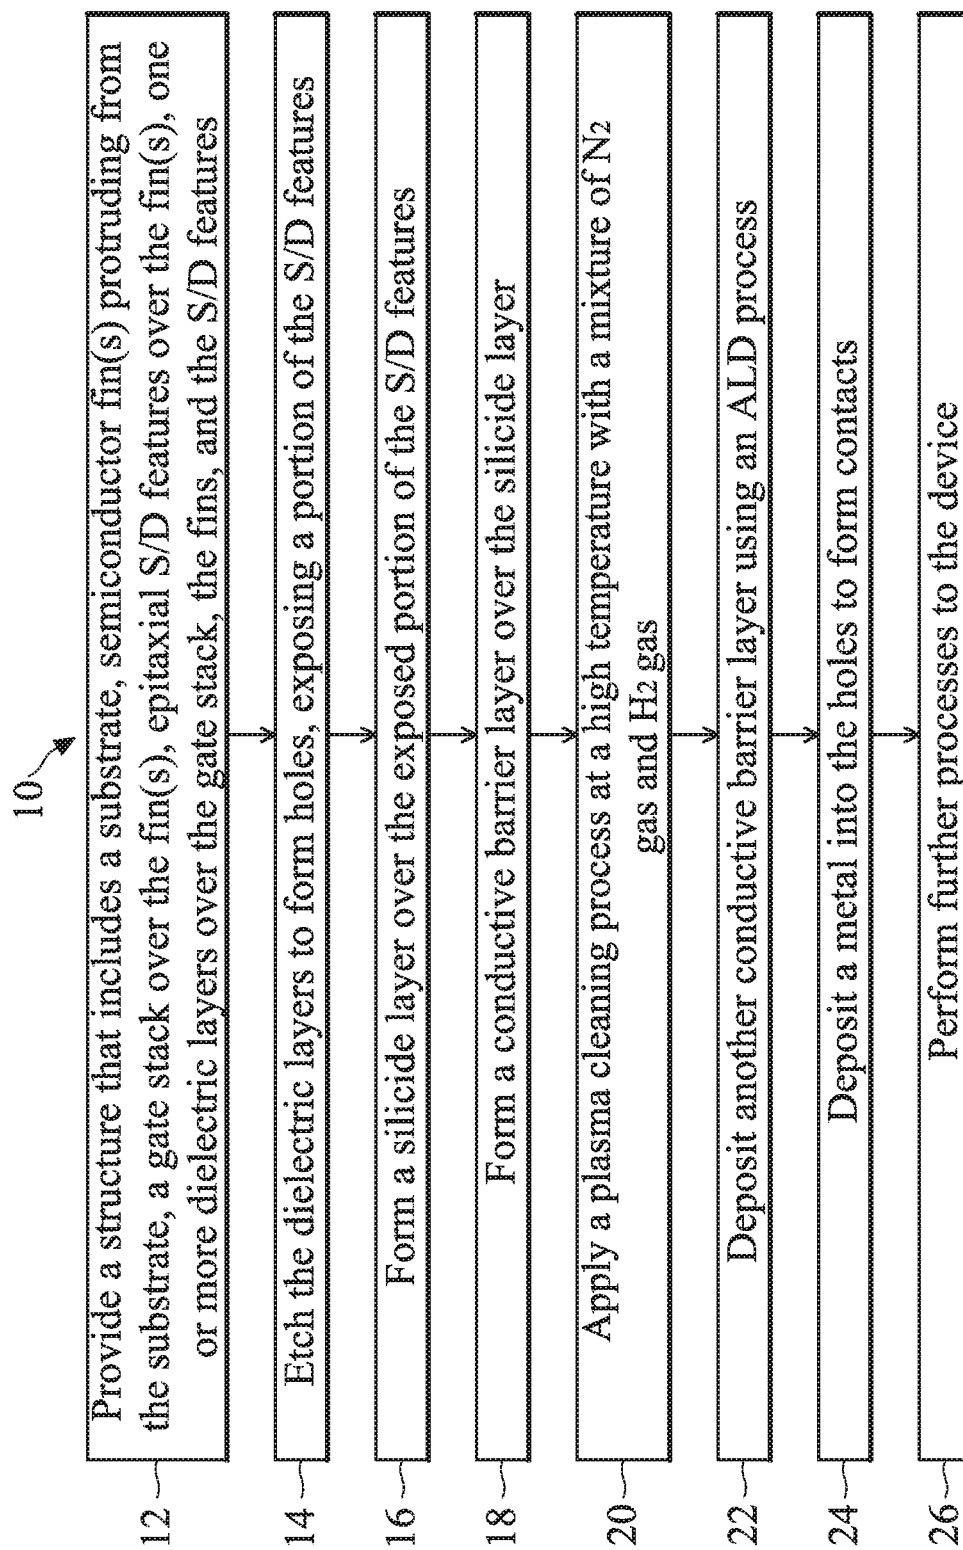 10
12
Provide a structure that includes a substrate, semiconductor fin(s) protruding from
the substrate, a gate stack over the fin(s), epitaxial S/D features over the fin(s), one
or more dielectric layers over the gate stack, the fins, and the S/D features
14
Etch the dielectric layers to form holes, exposing a portion of the S/D features
16
Form a silicide layer over the exposed portion of the S/D features
18
Form a conductive barrier layer over the silicide layer
20
Apply a plasma cleaning process at a high temperature with a mixture of N2
gas and H2 gas
22
Deposit another conductive barrier layer using an ALD process
24
Deposit a metal into the holes to form contacts
26
Perform further processes to the device